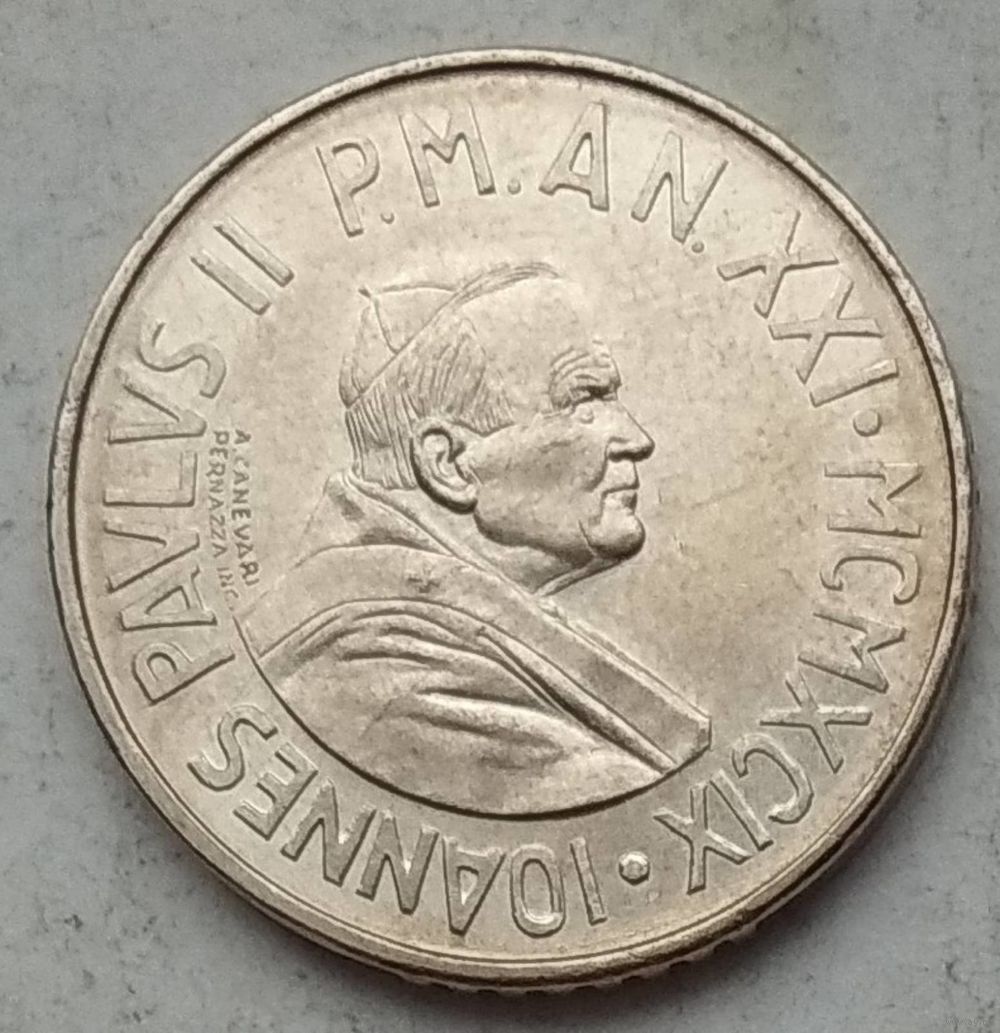 IOANNES PAVLVS II P.M.AN.XXI·MCMXCIX·
A.CANEVARI
PERNAZZA INC.